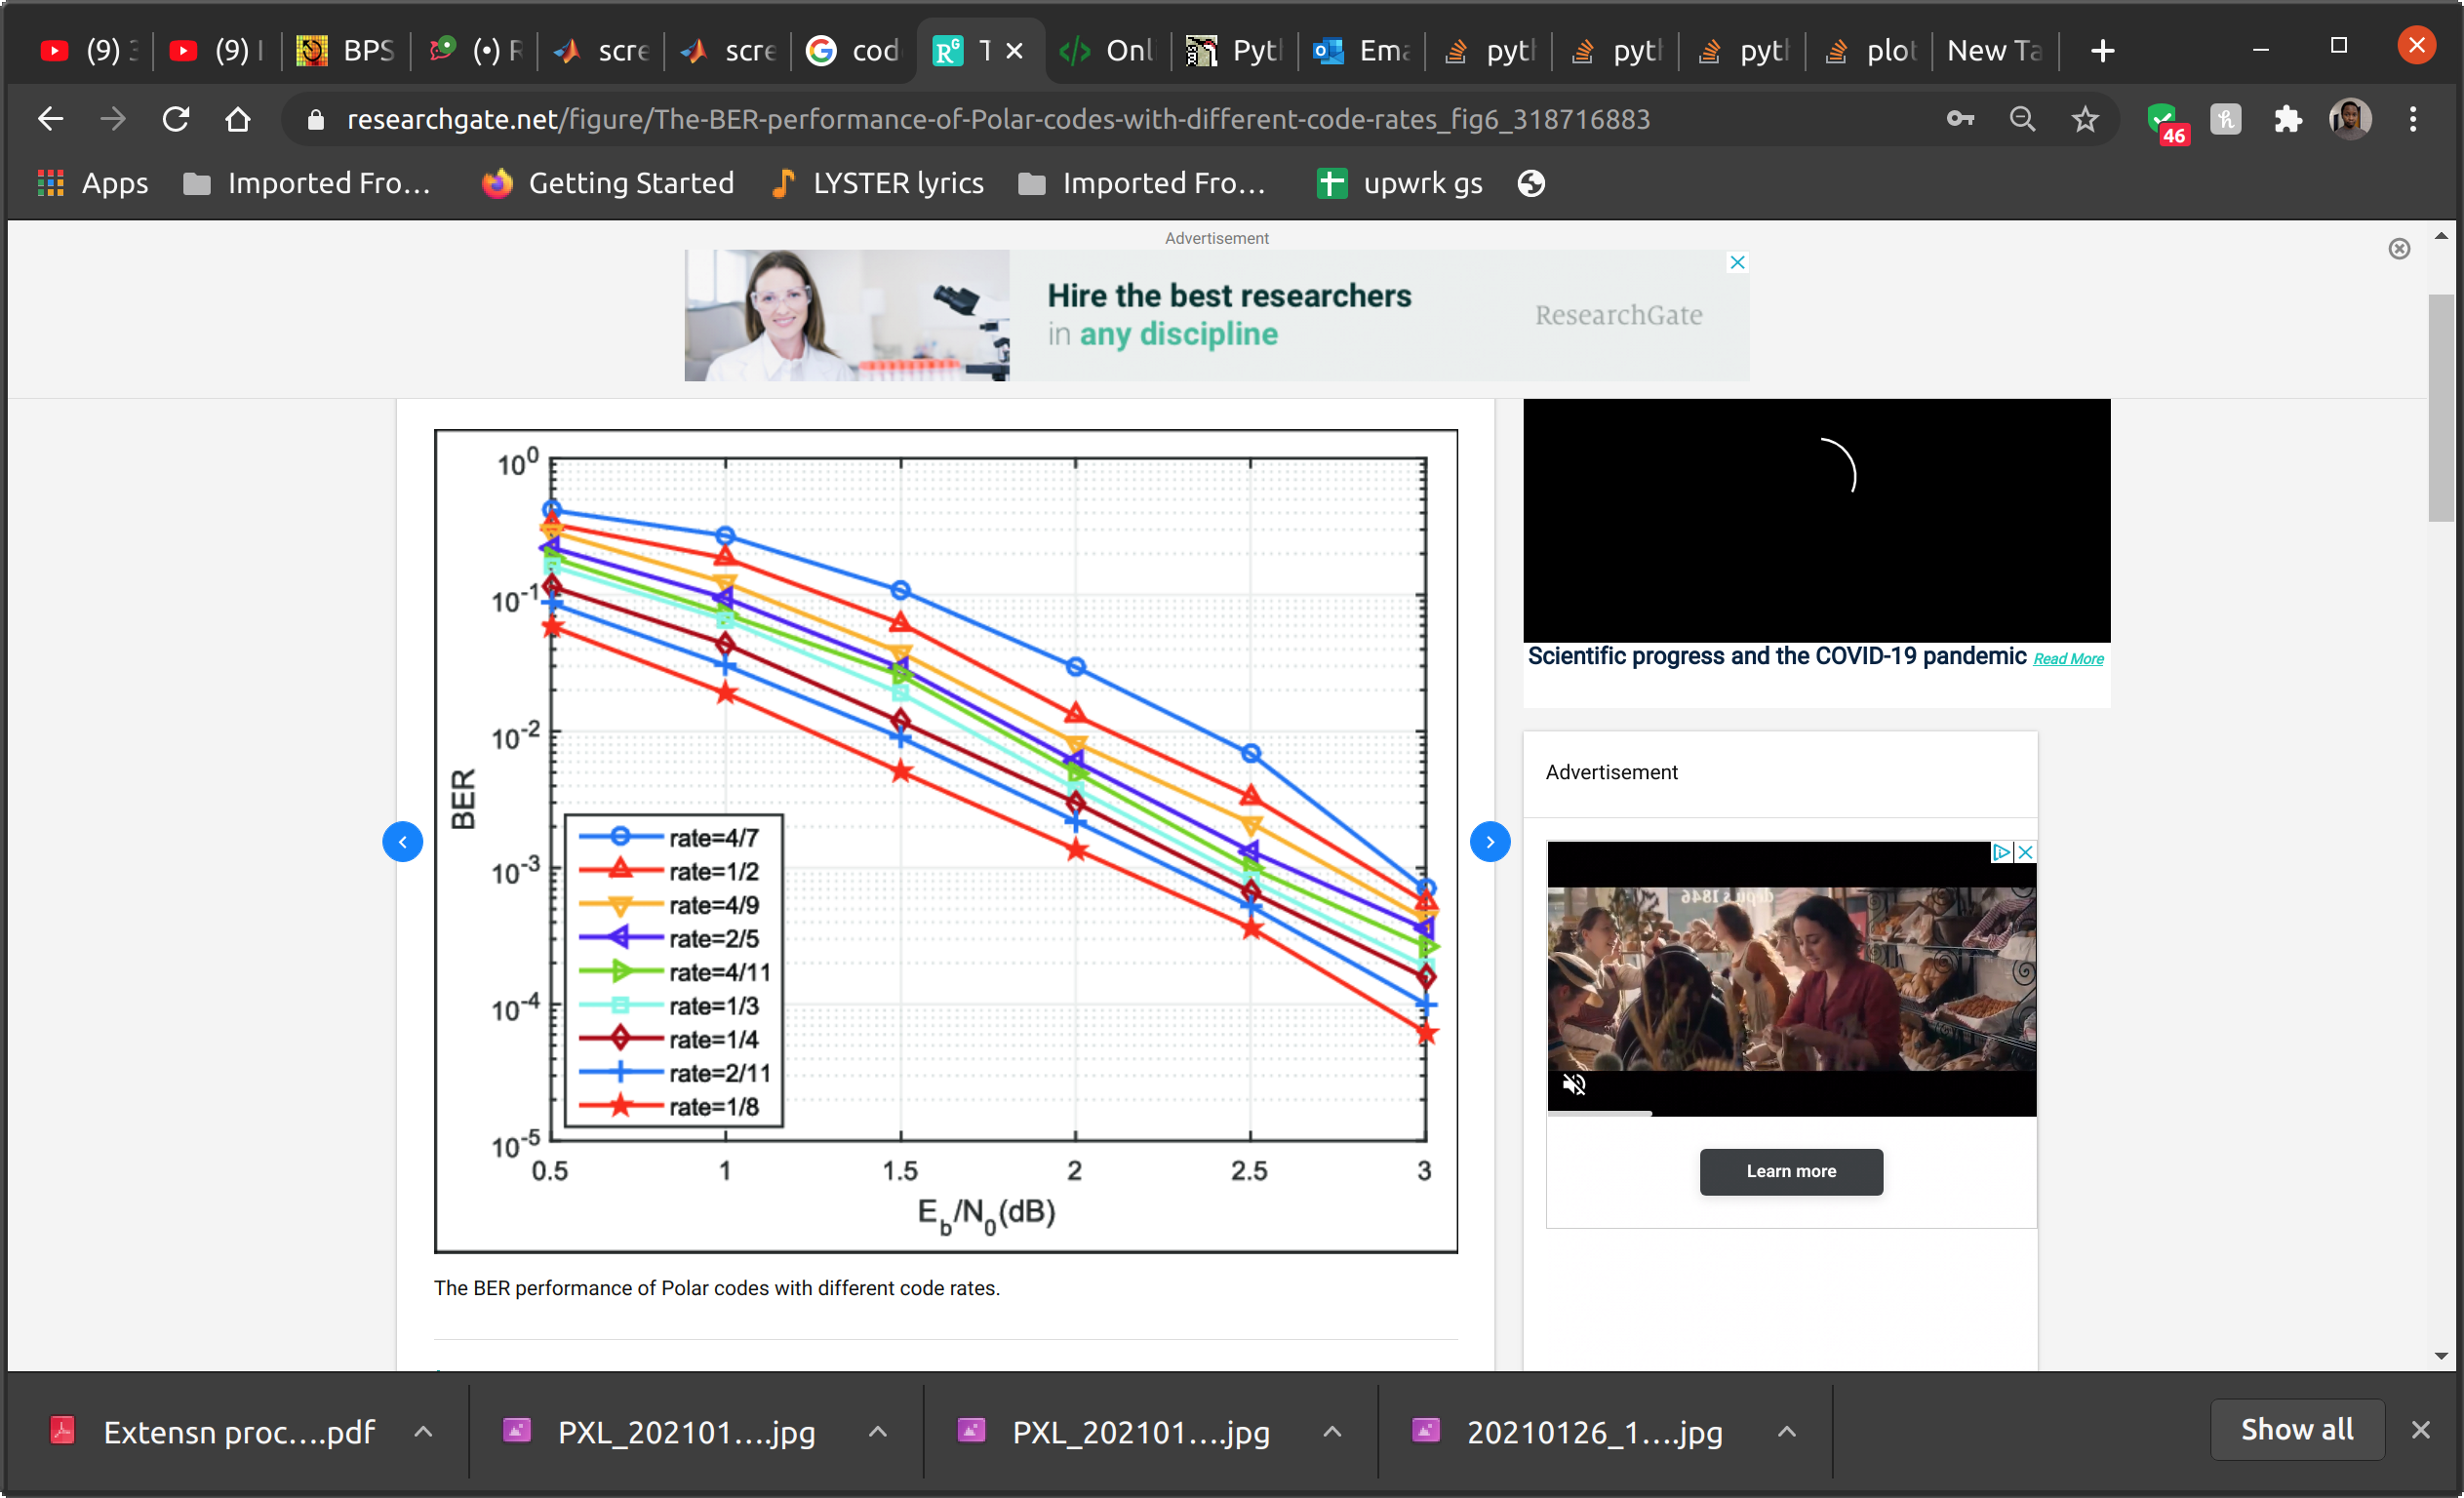 (9)
(9)
BPS
(•) R
scre
scre
cod
T
Onl
Pyth
Ema
pyth
pyth
pyth
plot
New Ta
researchgate.net/figure/The-BER-performance-of-Polar-codes-with-different-code-rates_fig6_318716883
46
Apps
Imported Fro...
Getting Started
LYSTER lyrics
Imported Fro...
upwrk gs
Advertisement
Hire the best researchers
in any discipline
ResearchGate
10^0
10^-1
10^-2
10^-3
10^-4
10^-5
BER
rate=4/7
rate=1/2
rate=4/9
rate=2/5
rate=4/11
rate=1/3
rate=1/4
rate=2/11
rate=1/8
0.5 1 1.5 2 2.5 3
E_b/N_0(dB)
The BER performance of Polar codes with different code rates.
Scientific progress and the COVID-19 pandemic Read More
Advertisement
depuis 1846
Learn more
Extensn proc....pdf
PXL_202101....jpg
PXL_202101....jpg
20210126_1....jpg
Show all